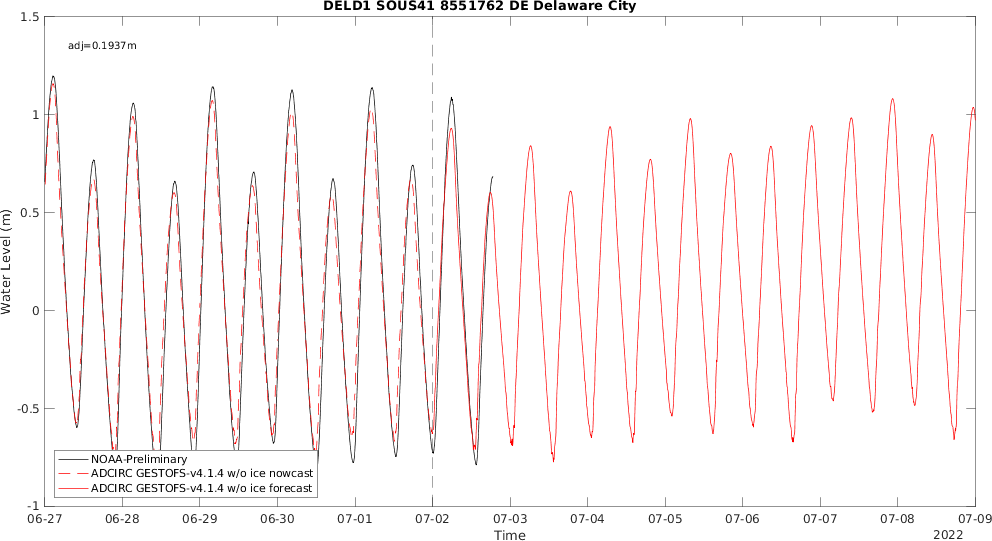 DELD1 SOUS41 8551762 DE Delaware City
adj=0.1937m
1.5
1
0.5
0
-0.5
-1
Water Level (m)
NOAA-Preliminary
ADCIRC GESTOFS-v4.1.4 w/o ice nowcast
ADCIRC GESTOFS-v4.1.4 w/o ice forecast
06-27 06-28 06-29 06-30 07-01 07-02 07-03 07-04 07-05 07-06 07-07 07-08 07-09
Time
2022